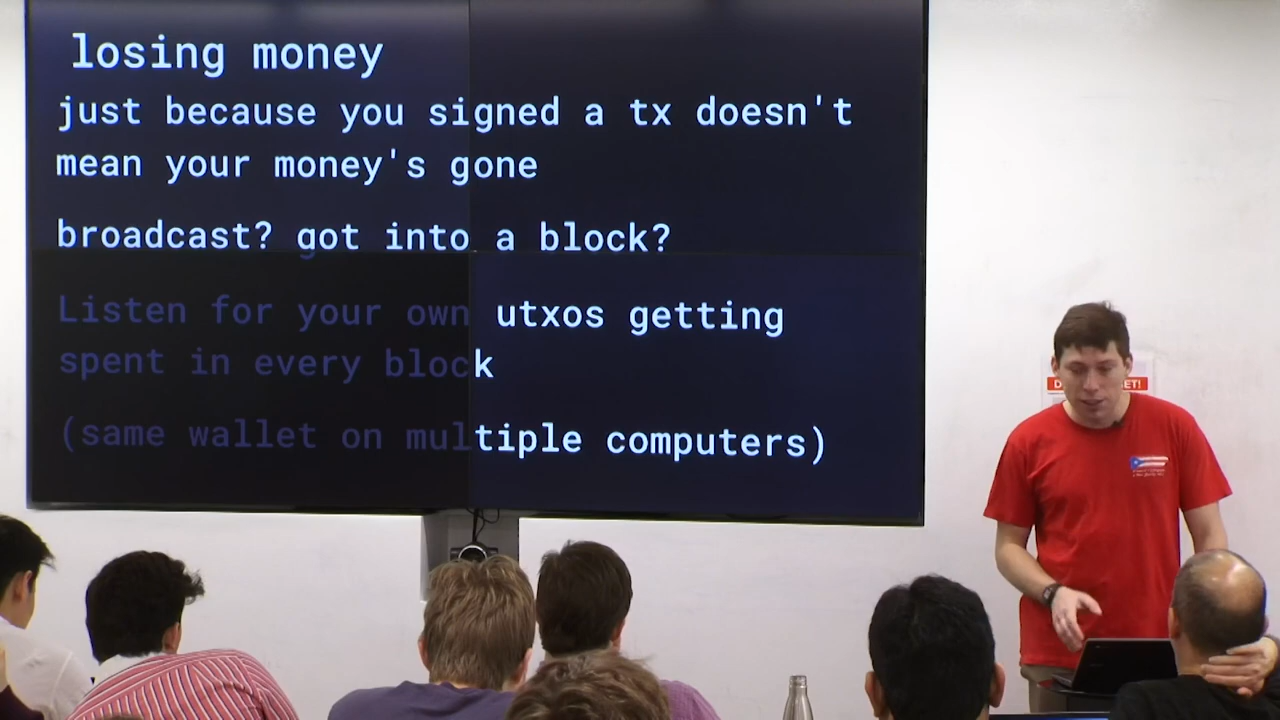 losing money
just because you signed a tx doesn't
mean your money's gone
broadcast? got into a block?
Listen for your own utxos getting
spent in every block
(same wallet on multiple computers)